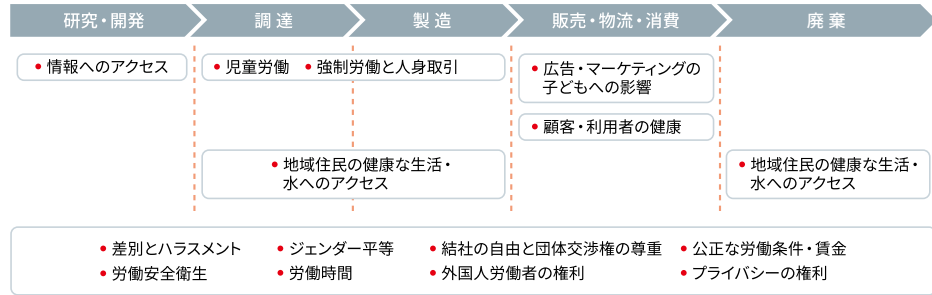 研究・開発
調達
製造
販売・物流・消費
廃棄
• 情報へのアクセス
• 児童労働 • 強制労働と人身取引
• 広告・マーケティングの
子どもへの影響
• 顧客・利用者の健康
• 地域住民の健康な生活・
水へのアクセス
• 地域住民の健康な生活・
水へのアクセス
• 差別とハラスメント • ジェンダー平等 • 結社の自由と団体交渉権の尊重 • 公正な労働条件・賃金
• 労働安全衛生 • 労働時間 • 外国人労働者の権利 • プライバシーの権利